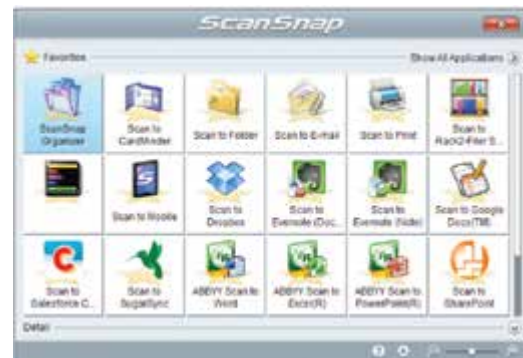 ScanSnap
Favorites
Show All Applications
ScanSnap Organizer
Scan to CardMinder
Scan to Folder
Scan to E-mail
Scan to Print
Scan to Rack2-Filer S...
Scan to Mobile
Scan to Dropbox
Scan to Evernote (Doc...
Scan to Evernote (Note)
Scan to Google Docs(TM)
Scan to Salesforce C...
Scan to SugarSync
ABBYY Scan to Word
ABBYY Scan to Excel(R)
ABBYY Scan to PowerPoint(R)
Scan to SharePoint
Detail